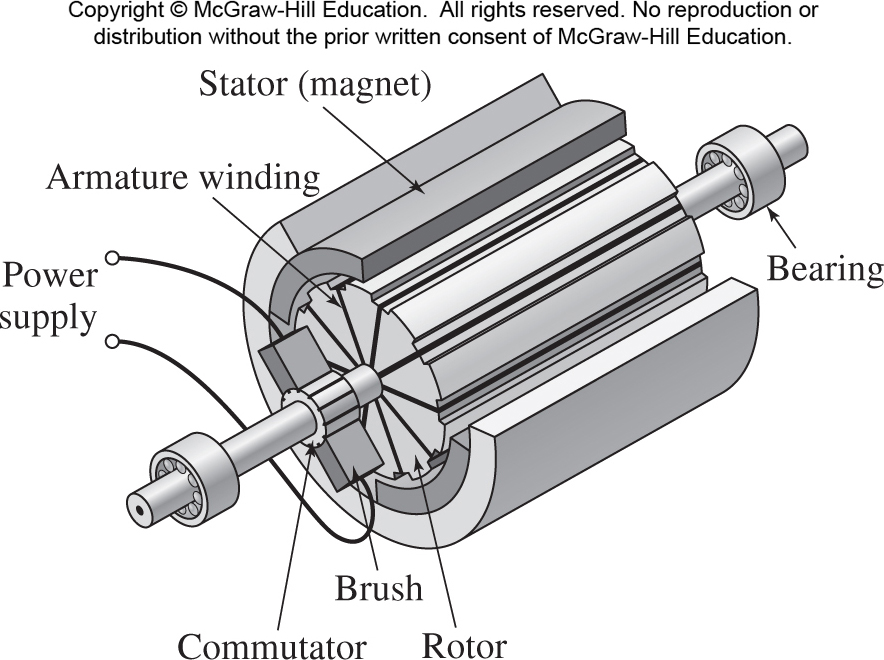 Copyright © McGraw-Hill Education. All rights reserved. No reproduction or
distribution without the prior written consent of McGraw-Hill Education.
Stator (magnet)
Armature winding
Power
supply
Bearing
Brush
Commutator
Rotor